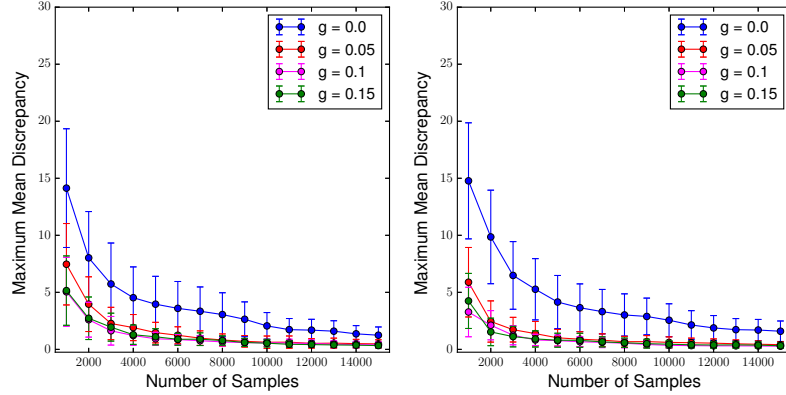 30
25
20
15
10
5
0
Maximum Mean Discrepancy
g = 0.0
g = 0.05
g = 0.1
g = 0.15
2000 4000 6000 8000 10000 12000 14000
Number of Samples
30
25
20
15
10
5
0
Maximum Mean Discrepancy
g = 0.0
g = 0.05
g = 0.1
g = 0.15
2000 4000 6000 8000 10000 12000 14000
Number of Samples